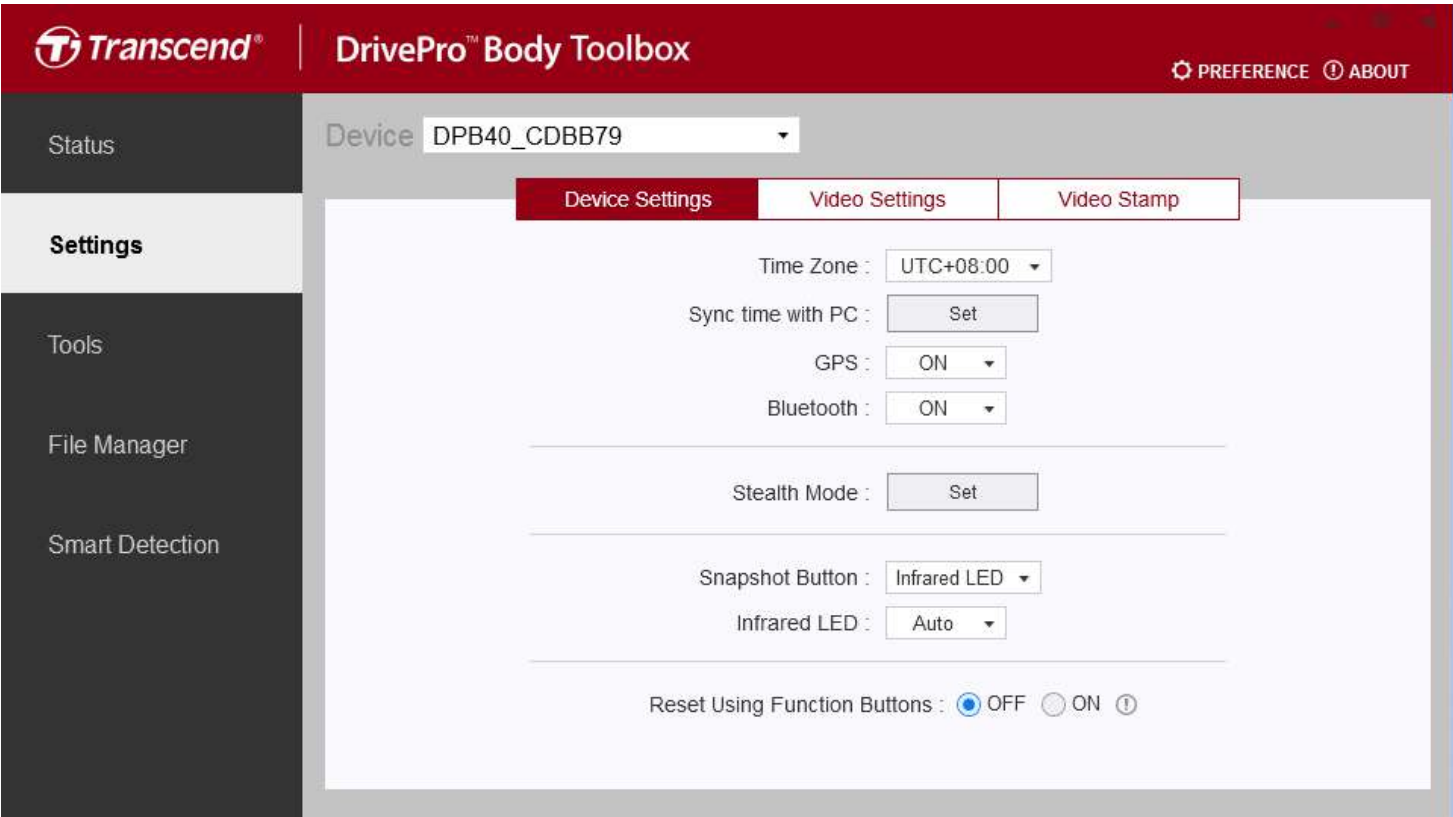 Transcend®
DrivePro™ Body Toolbox
PREFERENCE ABOUT
Status
Settings
Tools
File Manager
Smart Detection
Device DPB40_CDBB79
Device Settings Video Settings Video Stamp
Time Zone : UTC+08:00
Sync time with PC : Set
GPS : ON
Bluetooth : ON
Stealth Mode : Set
Snapshot Button : Infrared LED
Infrared LED : Auto
Reset Using Function Buttons : OFF ON